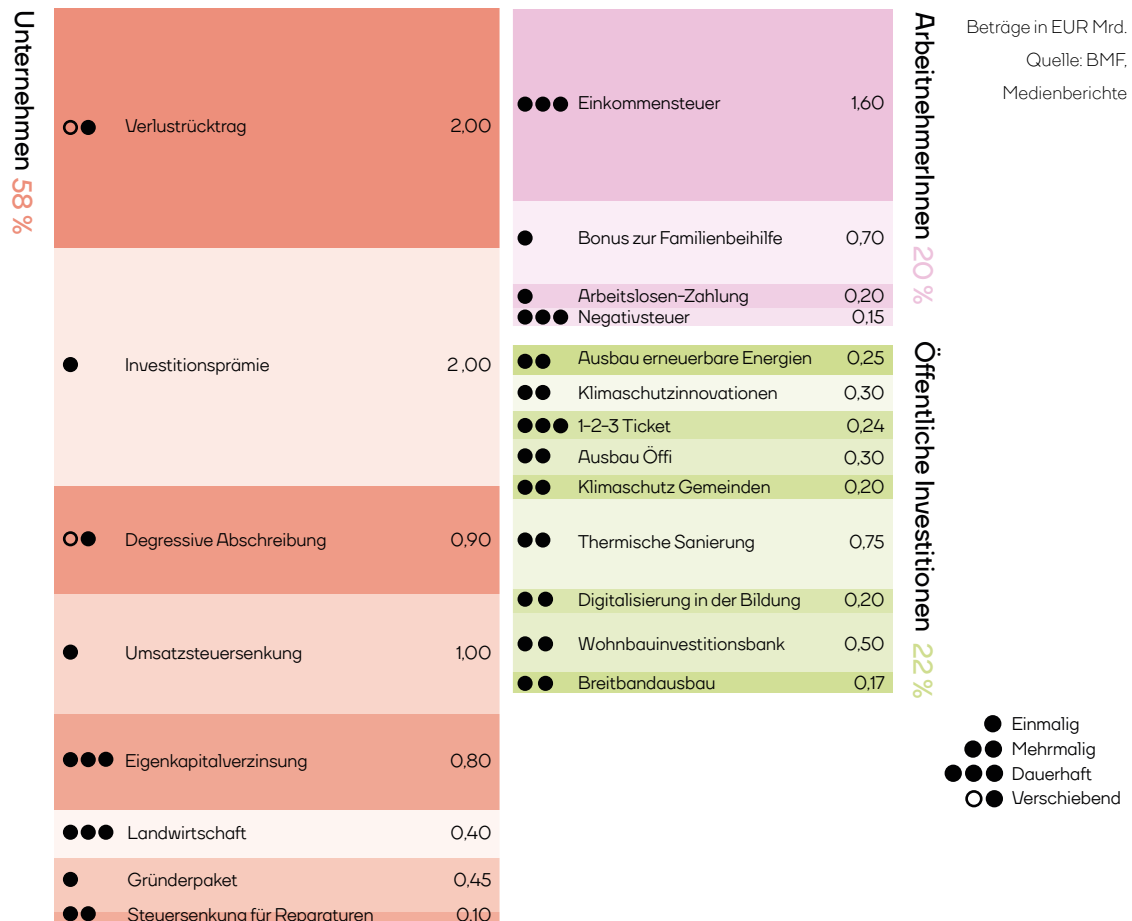 Unternehmen 58 %
Verlustrücktrag 2,00
Investitionsprämie 2,00
Degressive Abschreibung 0,90
Umsatzsteuersenkung 1,00
Eigenkapitalverzinsung 0,80
Landwirtschaft 0,40
Gründerpaket 0,45
Steuersenkung für Reparaturen 0,10
ArbeitnehmerInnen 20 %
Einkommensteuer 1,60
Bonus zur Familienbeihilfe 0,70
Arbeitslosen-Zahlung 0,20
Negativsteuer 0,15
Öffentliche Investitionen 22 %
Ausbau erneuerbare Energien 0,25
Klimaschutzinnovationen 0,30
1-2-3 Ticket 0,24
Ausbau Öffi 0,30
Klimaschutz Gemeinden 0,20
Thermische Sanierung 0,75
Digitalisierung in der Bildung 0,20
Wohnbauinvestitionsbank 0,50
Breitbandausbau 0,17
Beträge in EUR Mrd.
Quelle: BMF,
Medienberichte
Einmalig
Mehrmalig
Dauerhaft
Verschiebend